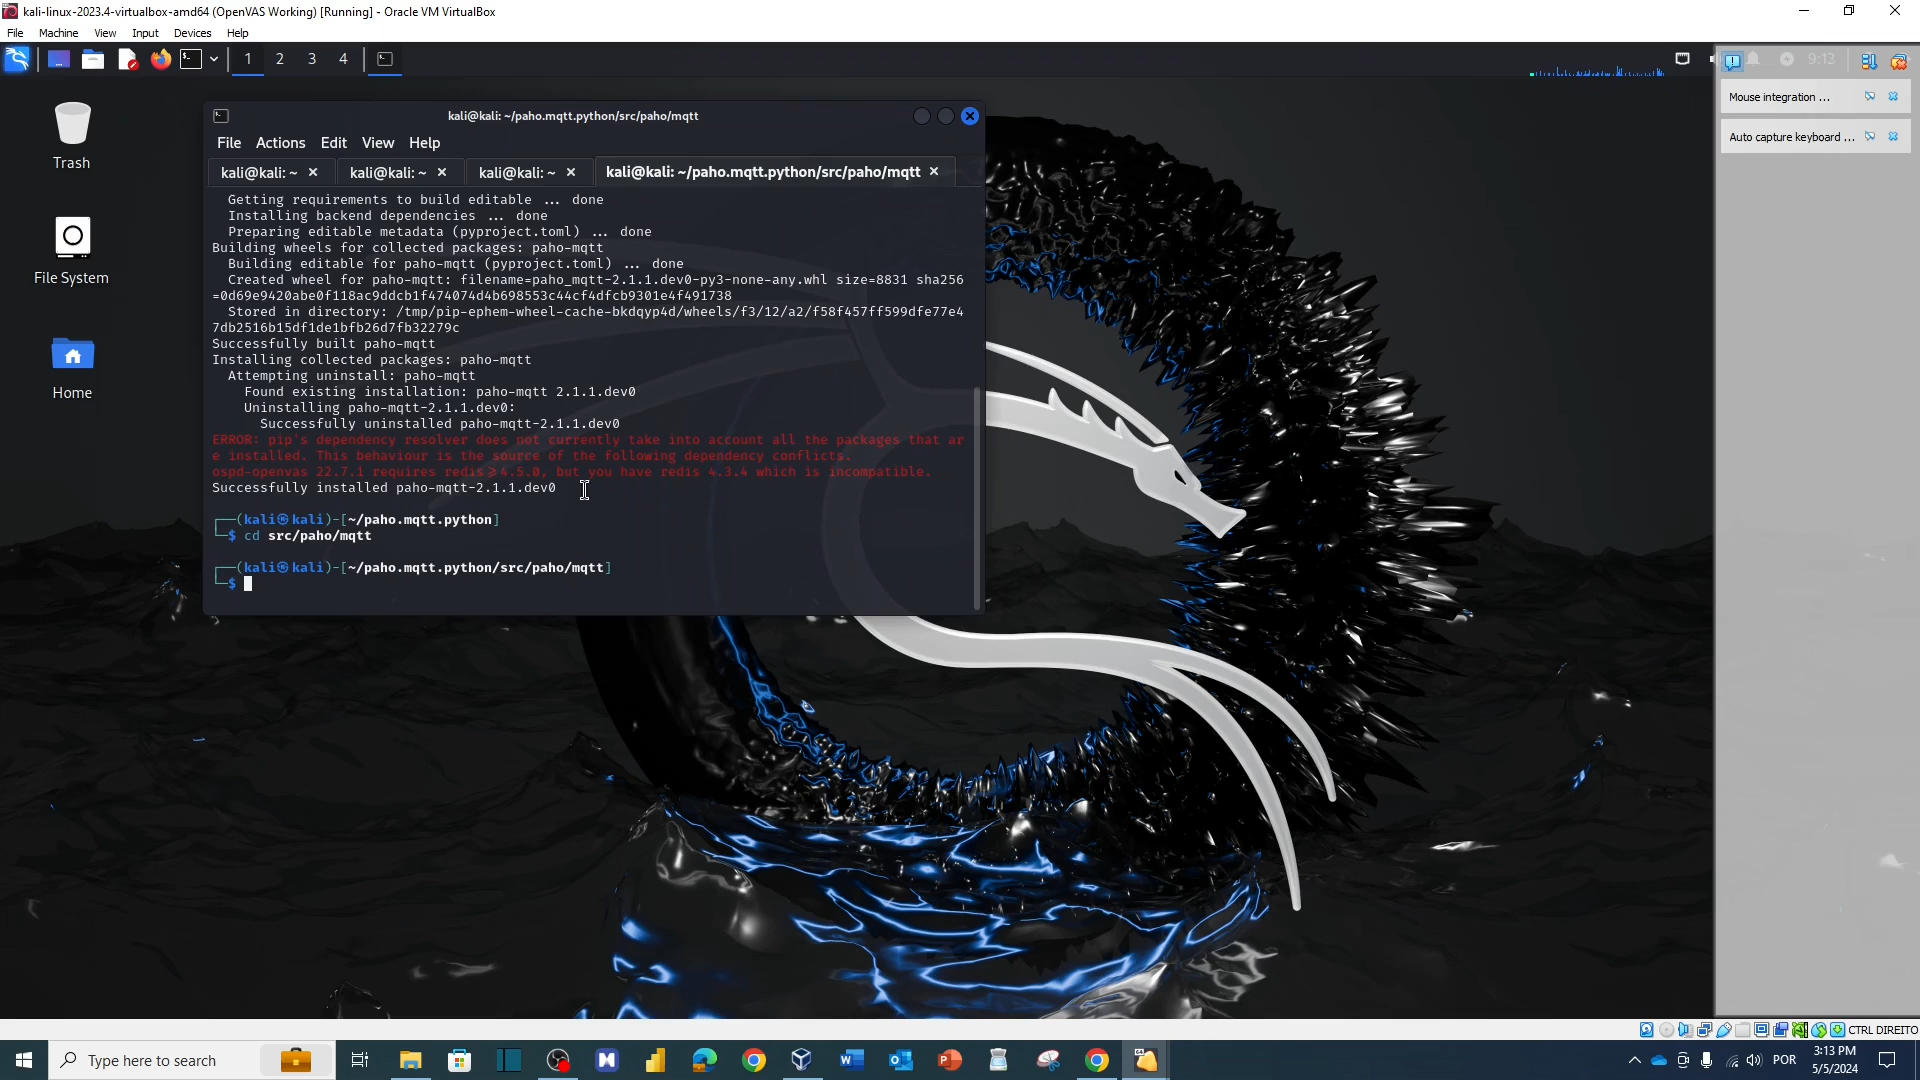 kali-linux-2023.4-virtualbox-amd64 (OpenVAS Working) [Running] - Oracle VM VirtualBox
File Machine View Input Devices Help
1 2 3 4
9:13
Mouse integration ...
Auto capture keyboard ...
Trash
File System
Home
kali@kali: ~/paho.mqtt.python/src/paho/mqtt
File Actions Edit View Help
kali@kali: ~ kali@kali: ~ kali@kali: ~ kali@kali: ~/paho.mqtt.python/src/paho/mqtt
Getting requirements to build editable ... done
Installing backend dependencies ... done
Preparing editable metadata (pyproject.toml) ... done
Building wheels for collected packages: paho-mqtt
Building editable for paho-mqtt (pyproject.toml) ... done
Created wheel for paho-mqtt: filename=paho_mqtt-2.1.1.dev0-py3-none-any.whl size=8831 sha256
=0d69e9420abe0f118ac9ddcb1f474074d4b698553c44cf4dfcb9301e4f491738
Stored in directory: /tmp/pip-ephem-wheel-cache-bkdqyp4d/wheels/f3/12/a2/f58f457ff599dfe77e4
7db2516b15df1de1bfb26d7fb32279c
Successfully built paho-mqtt
Installing collected packages: paho-mqtt
Attempting uninstall: paho-mqtt
Found existing installation: paho-mqtt 2.1.1.dev0
Uninstalling paho-mqtt-2.1.1.dev0:
Successfully uninstalled paho-mqtt-2.1.1.dev0
ERROR: pip's dependency resolver does not currently take into account all the packages that ar
e installed. This behaviour is the source of the following dependency conflicts.
ospd-openvas 22.7.1 requires redis≥4.5.0, but you have redis 4.3.4 which is incompatible.
Successfully installed paho-mqtt-2.1.1.dev0
┌──(kali㉿kali)-[~/paho.mqtt.python]
└─$ cd src/paho/mqtt
┌──(kali㉿kali)-[~/paho.mqtt.python/src/paho/mqtt]
└─$
CTRL DIREITO
Type here to search
POR
3:13 PM
5/5/2024